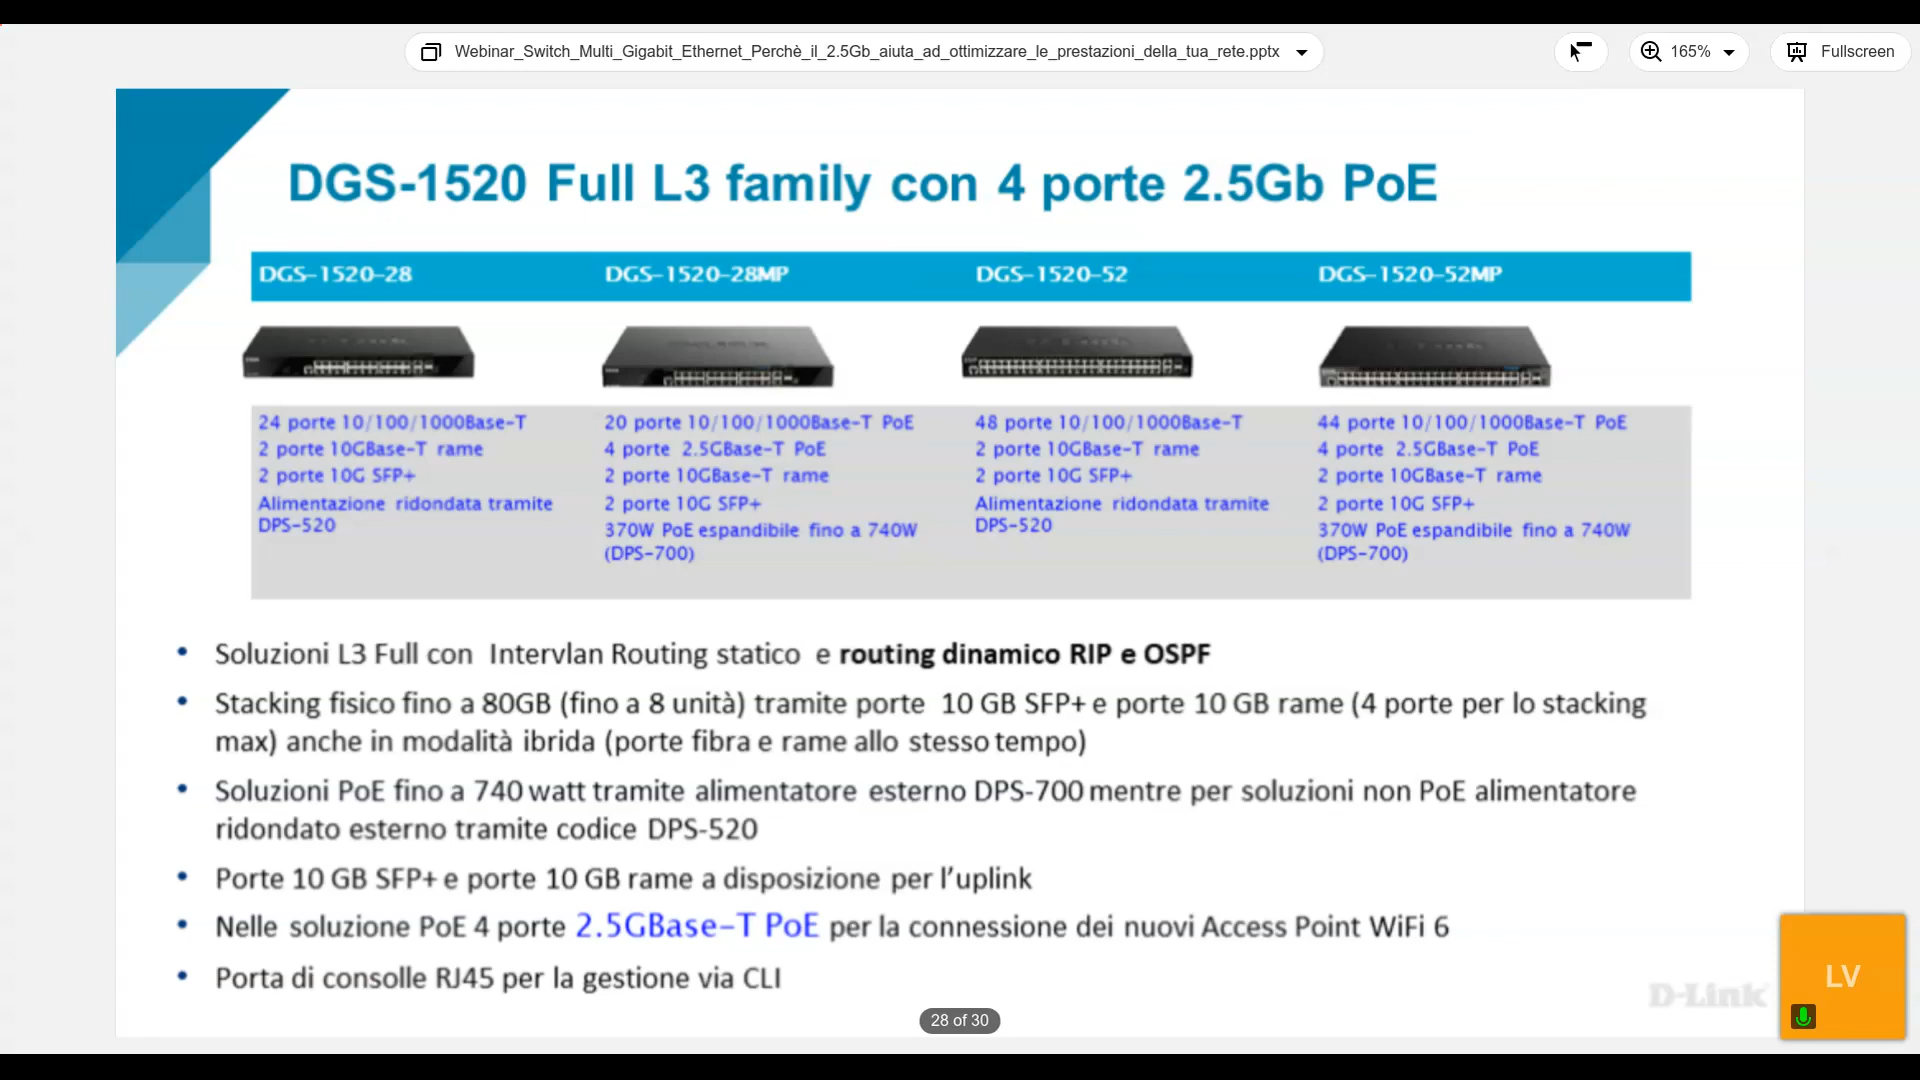 Webinar_Switch_Multi_Gigabit_Ethernet_Perchè_il_2.5Gb_aiuta_ad_ottimizzare_le_prestazioni_della_tua_rete.pptx
165%
Fullscreen
DGS-1520 Full L3 family con 4 porte 2.5Gb PoE
DGS-1520-28
DGS-1520-28MP
DGS-1520-52
DGS-1520-52MP
24 porte 10/100/1000Base-T
2 porte 10GBase-T rame
2 porte 10G SFP+
Alimentazione ridondata tramite
DPS-520
20 porte 10/100/1000Base-T PoE
4 porte 2.5GBase-T PoE
2 porte 10GBase-T rame
2 porte 10G SFP+
370W PoE espandibile fino a 740W
(DPS-700)
48 porte 10/100/1000Base-T
2 porte 10GBase-T rame
2 porte 10G SFP+
Alimentazione ridondata tramite
DPS-520
44 porte 10/100/1000Base-T PoE
4 porte 2.5GBase-T PoE
2 porte 10GBase-T rame
2 porte 10G SFP+
370W PoE espandibile fino a 740W
(DPS-700)
• Soluzioni L3 Full con Intervlan Routing statico e routing dinamico RIP e OSPF
• Stacking fisico fino a 80GB (fino a 8 unità) tramite porte 10 GB SFP+ e porte 10 GB rame (4 porte per lo stacking
max) anche in modalità ibrida (porte fibra e rame allo stesso tempo)
• Soluzioni PoE fino a 740 watt tramite alimentatore esterno DPS-700 mentre per soluzioni non PoE alimentatore
ridondato esterno tramite codice DPS-520
• Porte 10 GB SFP+ e porte 10 GB rame a disposizione per l'uplink
• Nelle soluzione PoE 4 porte 2.5GBase-T PoE per la connessione dei nuovi Access Point WiFi 6
• Porta di consolle RJ45 per la gestione via CLI
D-Link
LV
28 of 30